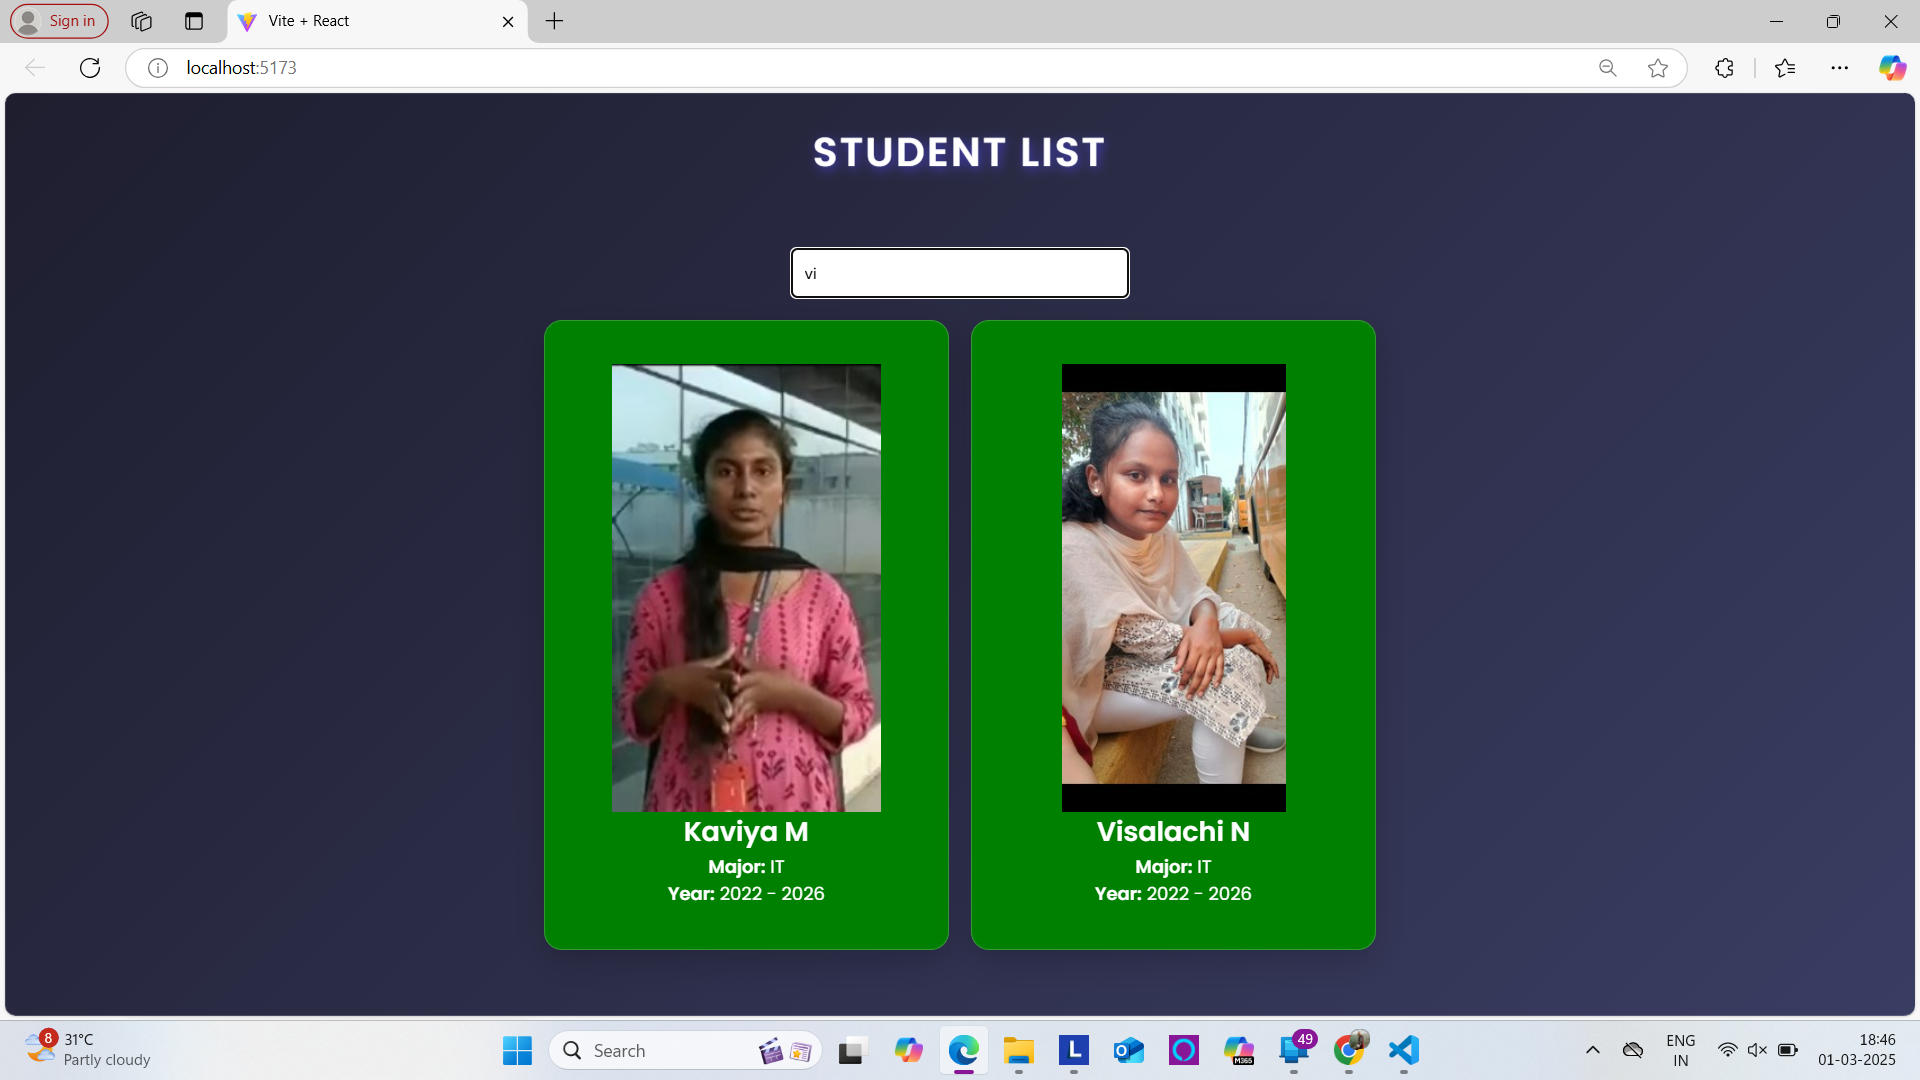 Sign in
Vite + React
localhost:5173
STUDENT LIST
vi
Kaviya M
Major: IT
Year: 2022 - 2026
Visalachi N
Major: IT
Year: 2022 - 2026
8
31°C
Partly cloudy
Search
L
O
M365
49
ENG
IN
18:46
01-03-2025